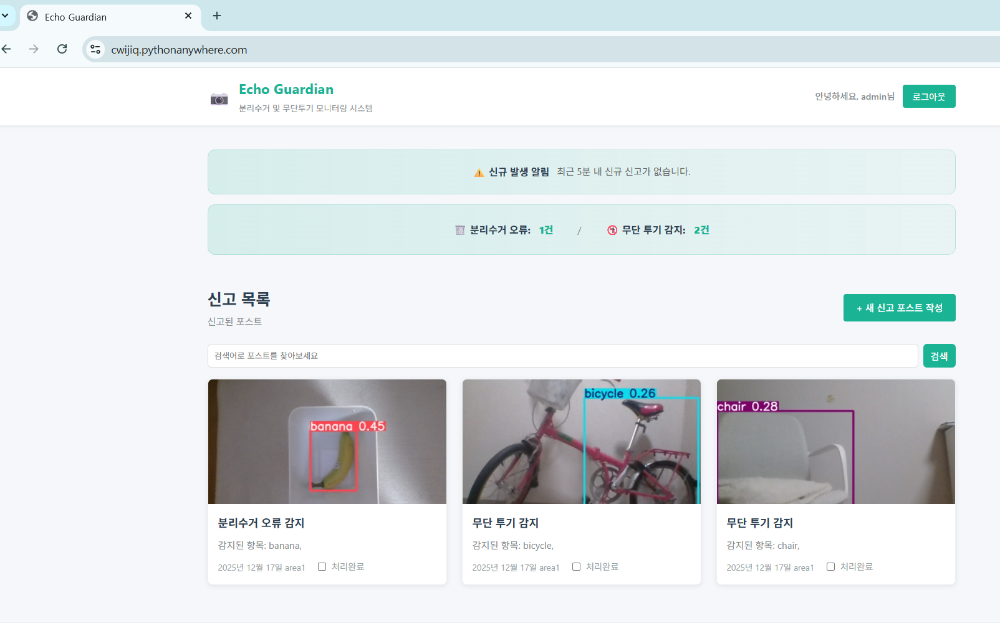 Echo Guardian
cwijiq.pythonanywhere.com
Echo Guardian
분리수거 및 무단투기 모니터링 시스템
안녕하세요, admin님
로그아웃
신규 발생 알림 최근 5분 내 신규 신고가 없습니다.
분리수거 오류: 1건 / 무단 투기 감지: 2건
신고 목록
신고된 포스트
+ 새 신고 포스트 작성
검색어로 포스트를 찾아보세요
검색
banana 0.45
분리수거 오류 감지
감지된 항목: banana,
2025년 12월 17일 area1 처리완료
bicycle 0.26
무단 투기 감지
감지된 항목: bicycle,
2025년 12월 17일 area1 처리완료
chair 0.28
무단 투기 감지
감지된 항목: chair,
2025년 12월 17일 area1 처리완료